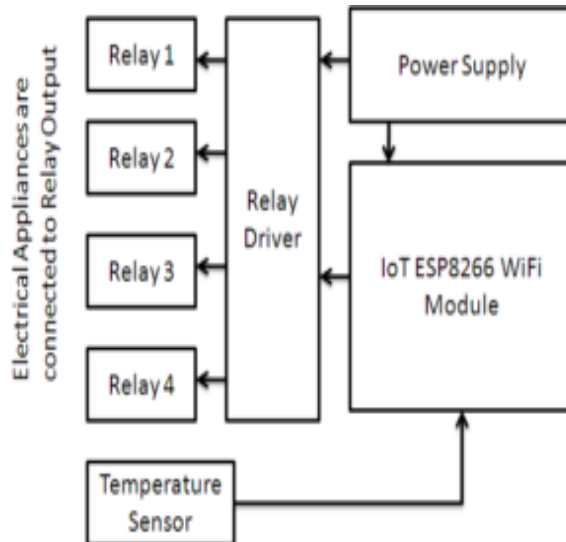 Electrical Appliances are
connected to Relay Output
Relay 1
Relay 2
Relay 3
Relay 4
Relay
Driver
Power Supply
IoT ESP8266 WiFi
Module
Temperature
Sensor